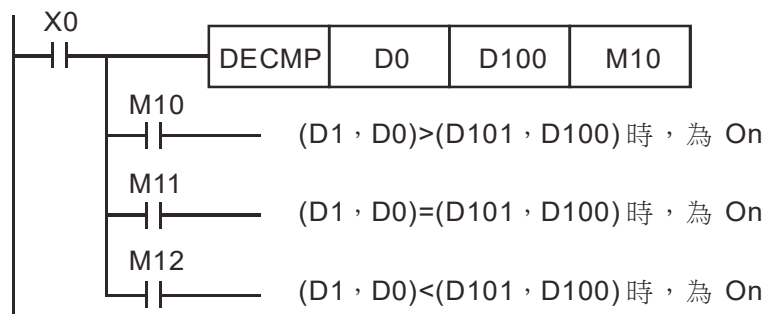 X0
DECMP D0 D100 M10
M10
(D1，D0)>(D101，D100) 時，為 On
M11
(D1，D0)=(D101，D100) 時，為 On
M12
(D1，D0)<(D101，D100) 時，為 On